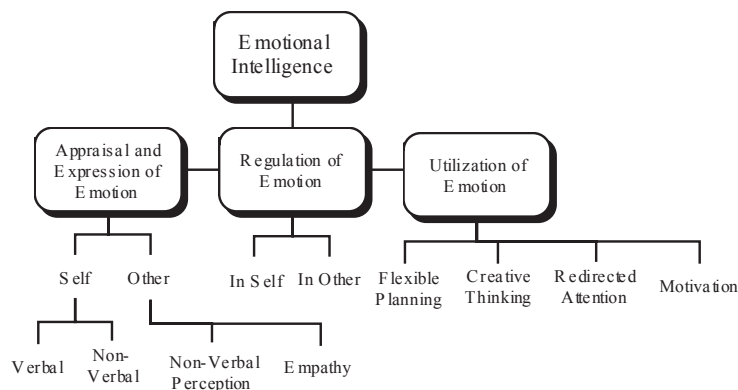 Emotional
Intelligence
Appraisal and
Expression of
Emotion
Regulation of
Emotion
Utilization of
Emotion
Self
Other
In Self
In Other
Flexible
Planning
Creative
Thinking
Redirected
Attention
Motivation
Verbal
Non-
Verbal
Non-Verbal
Perception
Empathy